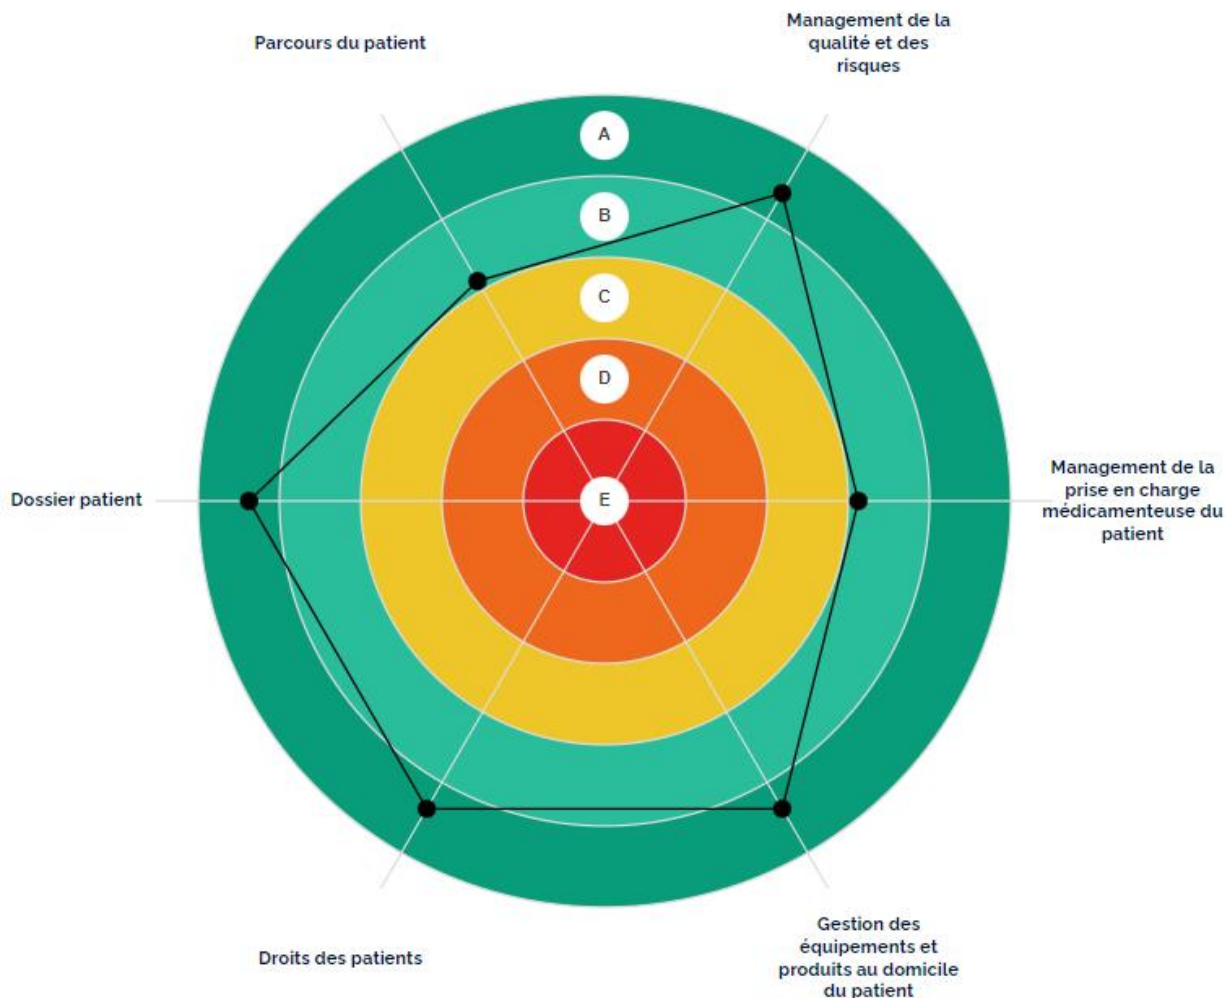 Management de la
qualité et des
risques
Parcours du patient
A
B
C
D
E
Dossier patient
Management de la
prise en charge
médicamenteuse du
patient
Droits des patients
Gestion des
équipements et
produits au domicile
du patient